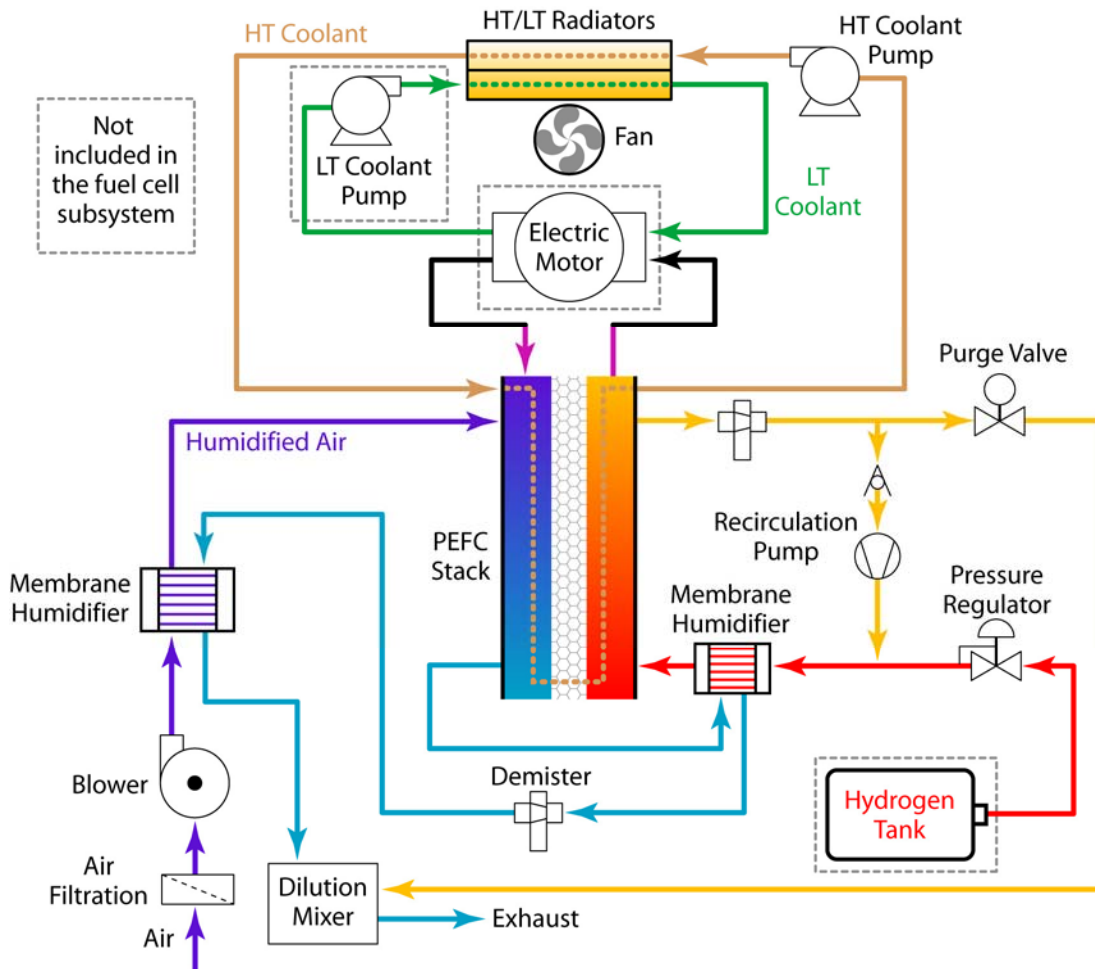 HT/LT Radiators
HT Coolant
HT Coolant
Pump
Not
included in
the fuel cell
subsystem
LT Coolant
Pump
Fan
LT
Coolant
Electric
Motor
Purge Valve
Humidified Air
PEFC
Stack
Recirculation
Pump
Membrane
Humidifier
Membrane
Humidifier
Pressure
Regulator
Blower
Demister
Hydrogen
Tank
Air
Filtration
Dilution
Mixer
Exhaust
Air